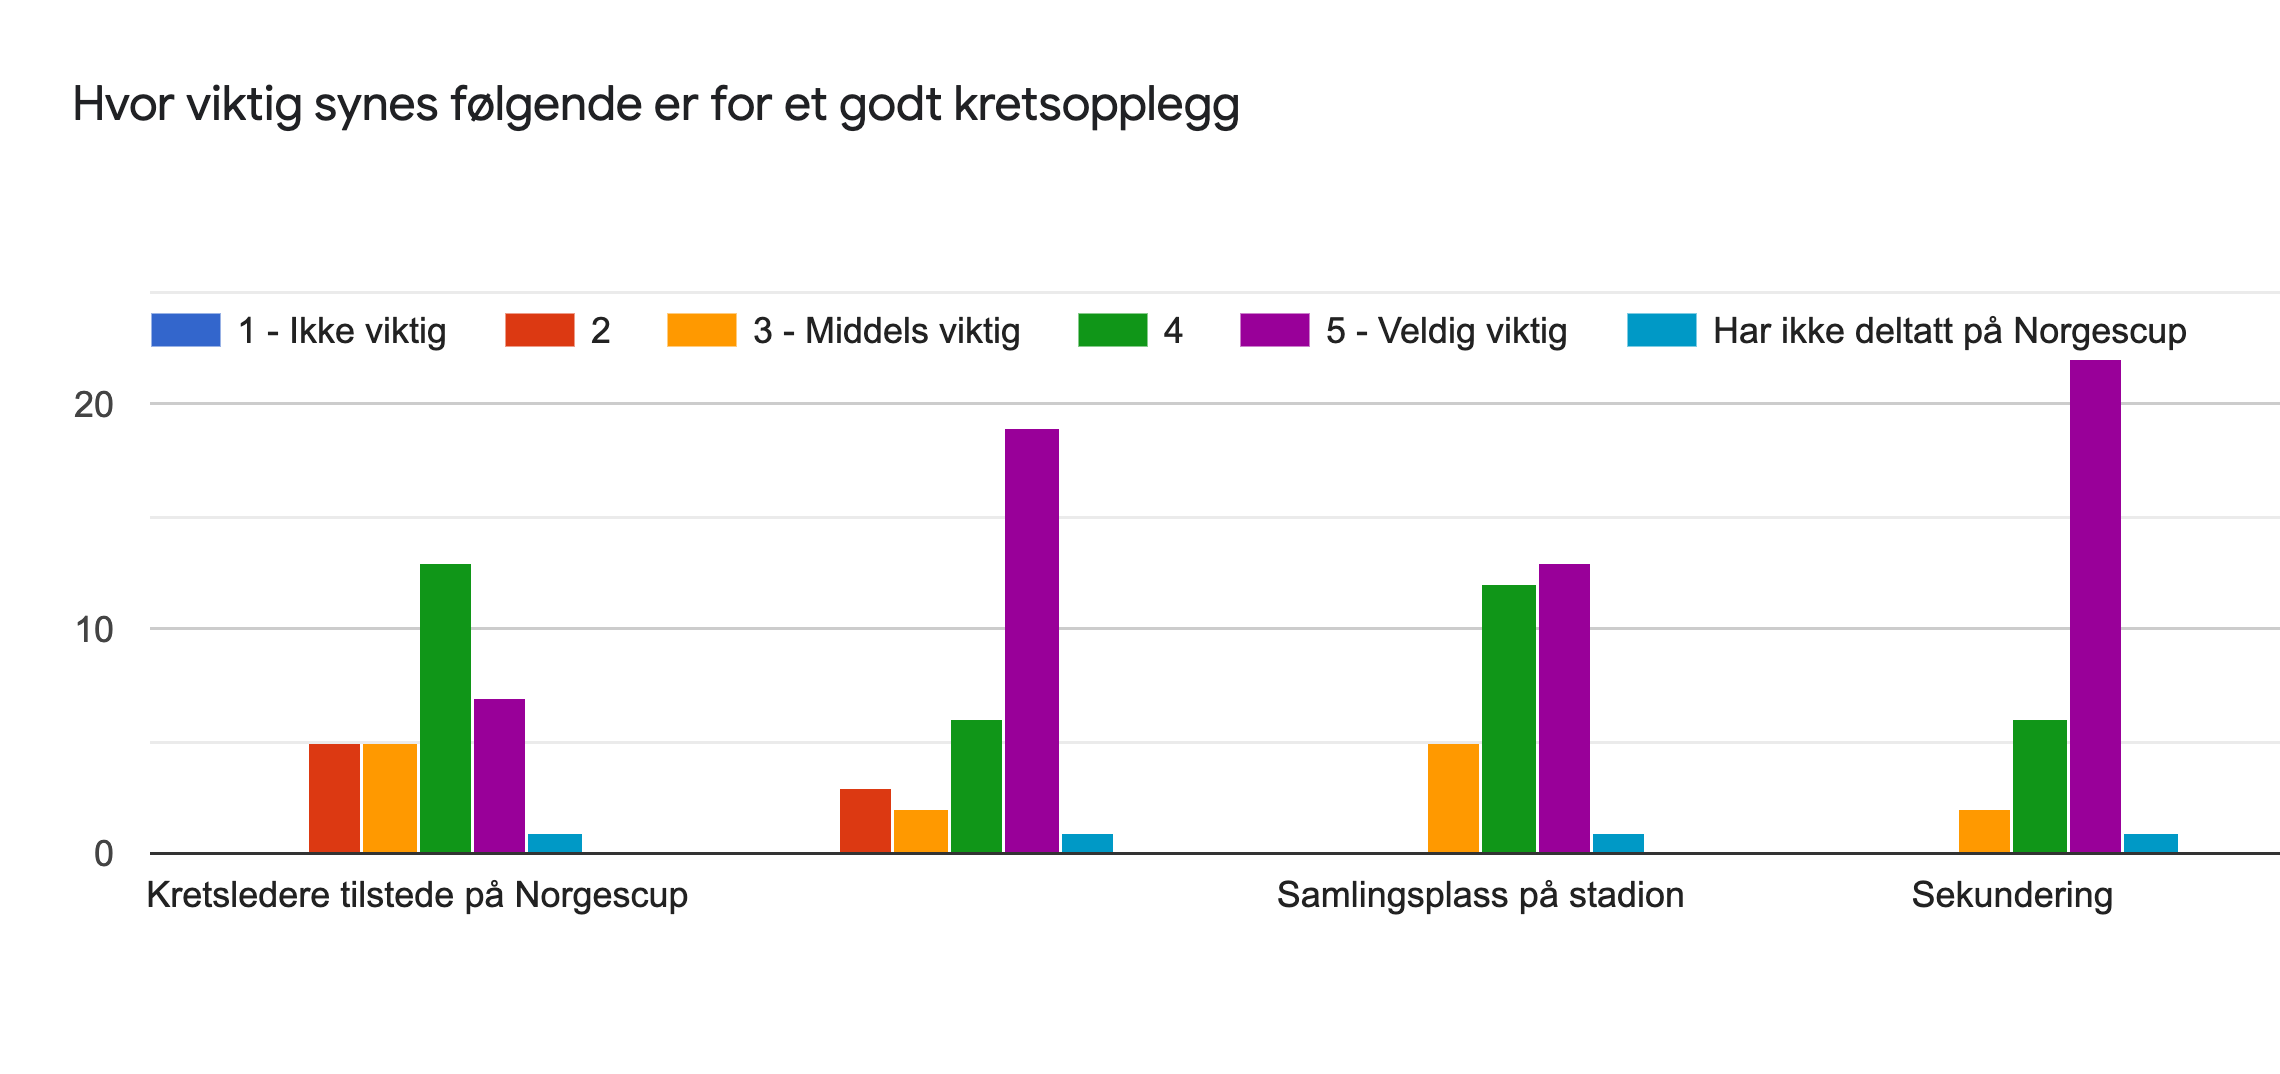 Hvor viktig synes følgende er for et godt kretsopplegg
1 - Ikke viktig 2 3 - Middels viktig 4 5 - Veldig viktig Har ikke deltatt på Norgescup
20
10
0
Kretsledere tilstede på Norgescup Samlingsplass på stadion Sekundering